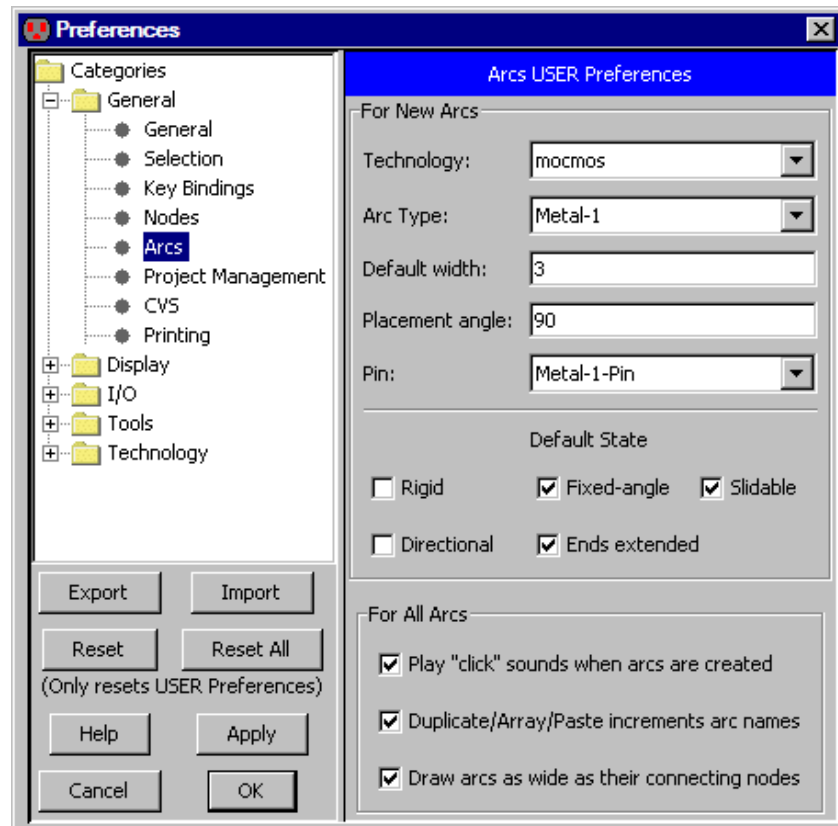 Preferences
Categories
General
General
Selection
Key Bindings
Nodes
Arcs
Project Management
CVS
Printing
Display
I/O
Tools
Technology
Export Import
Reset Reset All
(Only resets USER Preferences)
Help Apply
Cancel OK
Arcs USER Preferences
For New Arcs
Technology: mocmos
Arc Type: Metal-1
Default width: 3
Placement angle: 90
Pin: Metal-1-Pin
Default State
Rigid Fixed-angle Slidable
Directional Ends extended
For All Arcs
Play "click" sounds when arcs are created
Duplicate/Array/Paste increments arc names
Draw arcs as wide as their connecting nodes